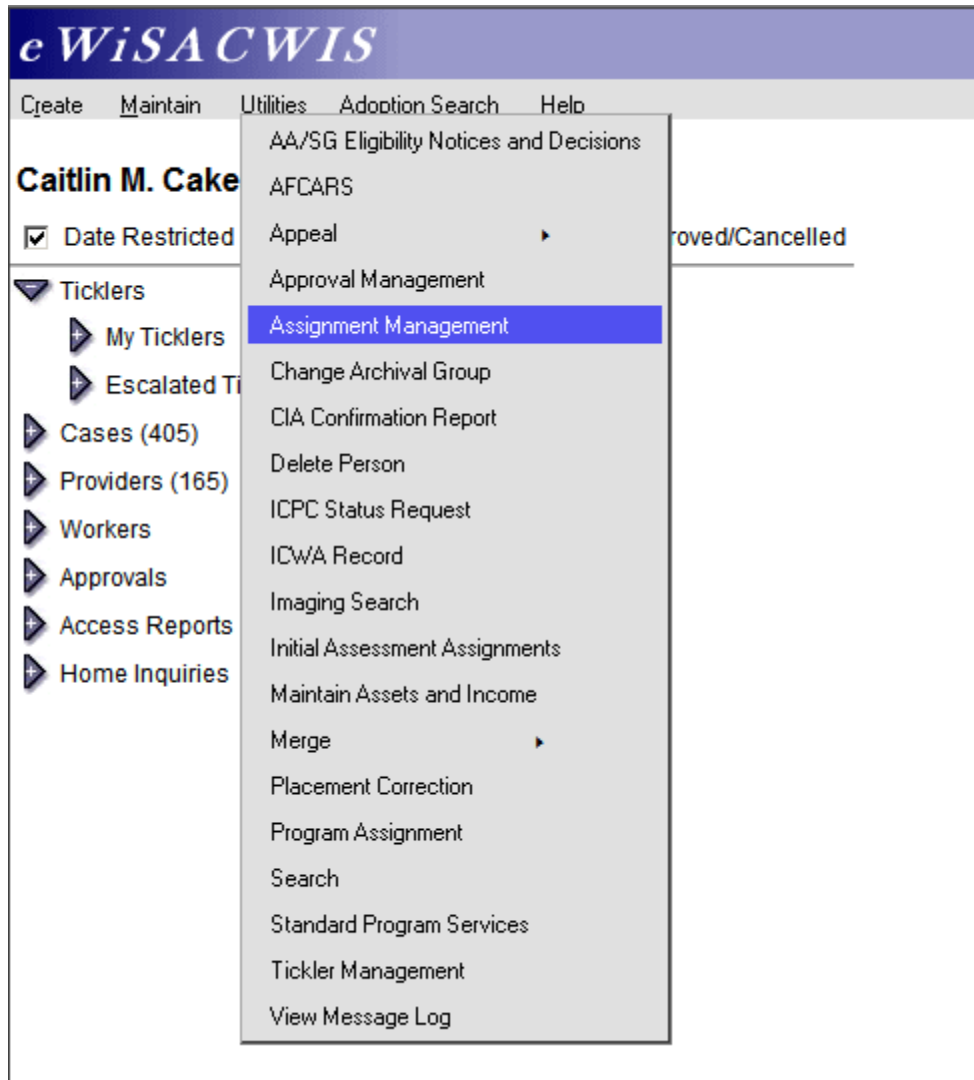 eWiSACWIS
Create Maintain Utilities Adoption Search Help
Caitlin M. Cake
Date Restricted roved/Cancelled
Ticklers
My Ticklers
Escalated Ti
Cases (405)
Providers (165)
Workers
Approvals
Access Reports
Home Inquiries
AA/SG Eligibility Notices and Decisions
AFCARS
Appeal
Approval Management
Assignment Management
Change Archival Group
CIA Confirmation Report
Delete Person
ICPC Status Request
ICWA Record
Imaging Search
Initial Assessment Assignments
Maintain Assets and Income
Merge
Placement Correction
Program Assignment
Search
Standard Program Services
Tickler Management
View Message Log